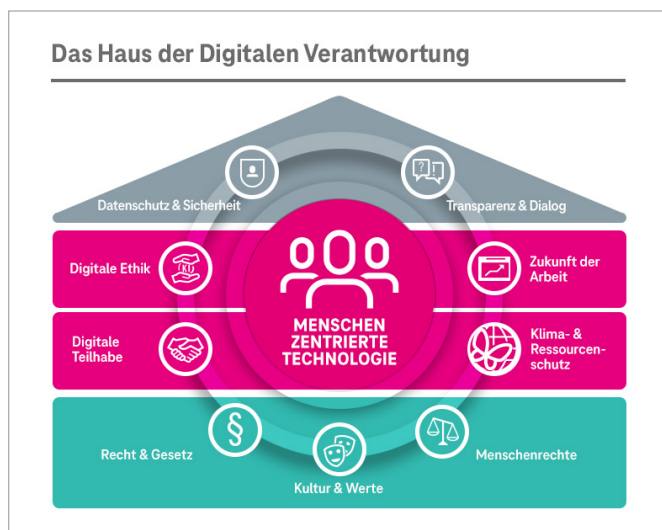 Das Haus der Digitalen Verantwortung
Datenschutz & Sicherheit
Transparenz & Dialog
Digitale Ethik
KI
Zukunft der
Arbeit
MENSCHEN
ZENTRIERTE
TECHNOLOGIE
Digitale
Teilhabe
Klima- &
Ressourcen-
schutz
§
Recht & Gesetz
Kultur & Werte
Menschenrechte